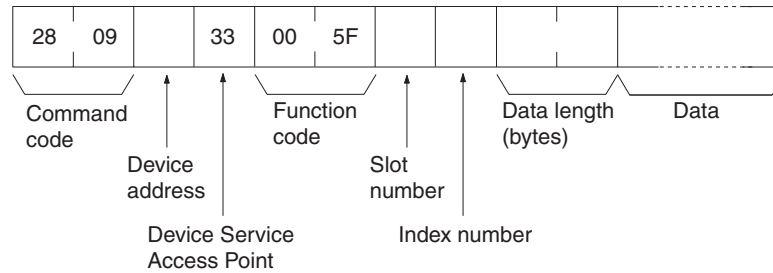 28 09 33 00 5F
Command
code
Function
code
Data length
(bytes)
Data
Device
address
Slot
number
Device Service
Access Point
Index number